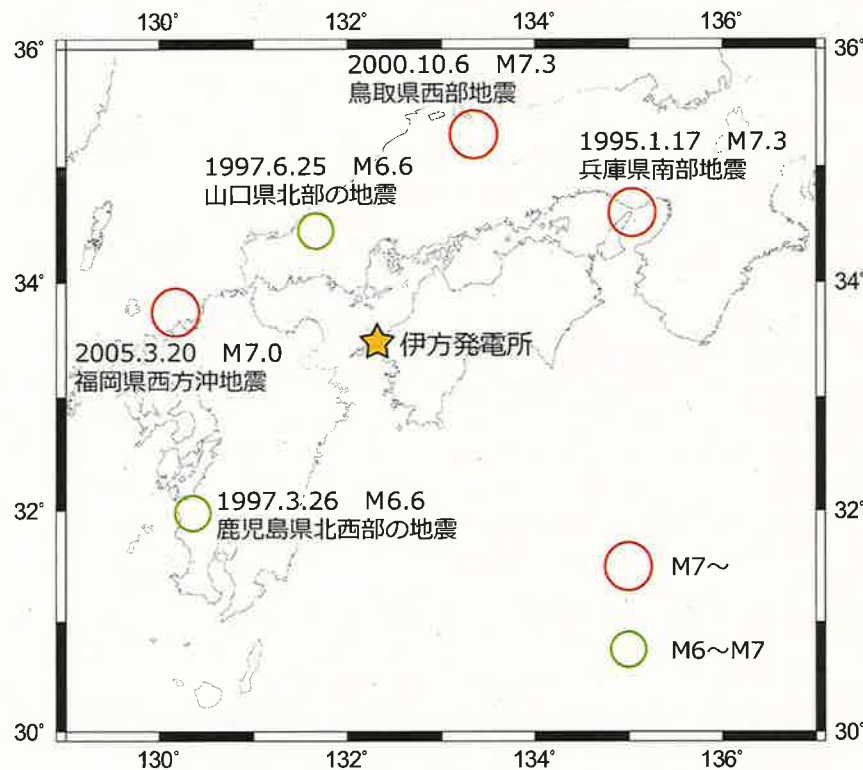 130° 132° 134° 136°
36° 36°
2000.10.6 M7.3
鳥取県西部地震
1995.1.17 M7.3
兵庫県南部地震
1997.6.25 M6.6
山口県北部の地震
34° 34°
伊方発電所
2005.3.20 M7.0
福岡県西方沖地震
1997.3.26 M6.6
鹿児島県北西部の地震
32° 32°
M7～
M6～M7
30° 30°
130° 132° 134° 136°